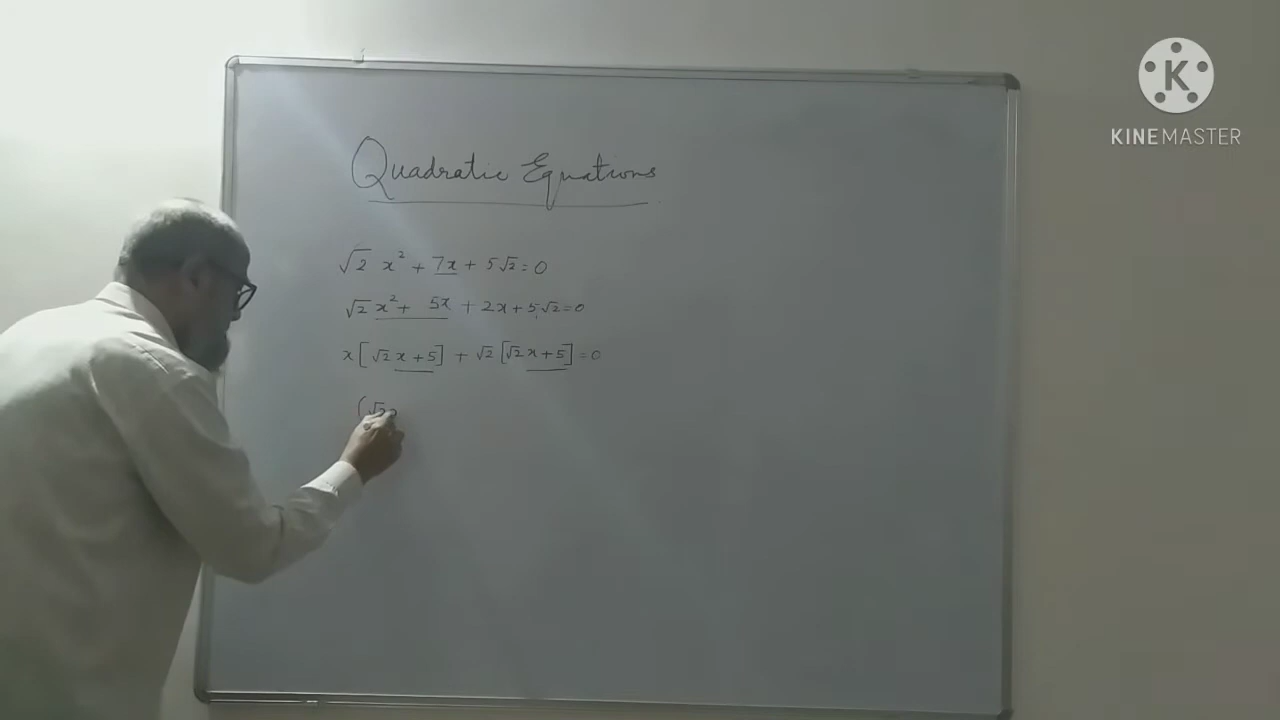 Quadratic Equations
√2 x² + 7x + 5√2 = 0
√2 x² + 5x + 2x + 5√2 = 0
x [√2 x + 5] + √2 [√2 x + 5] = 0
(√2
K
KINEMASTER